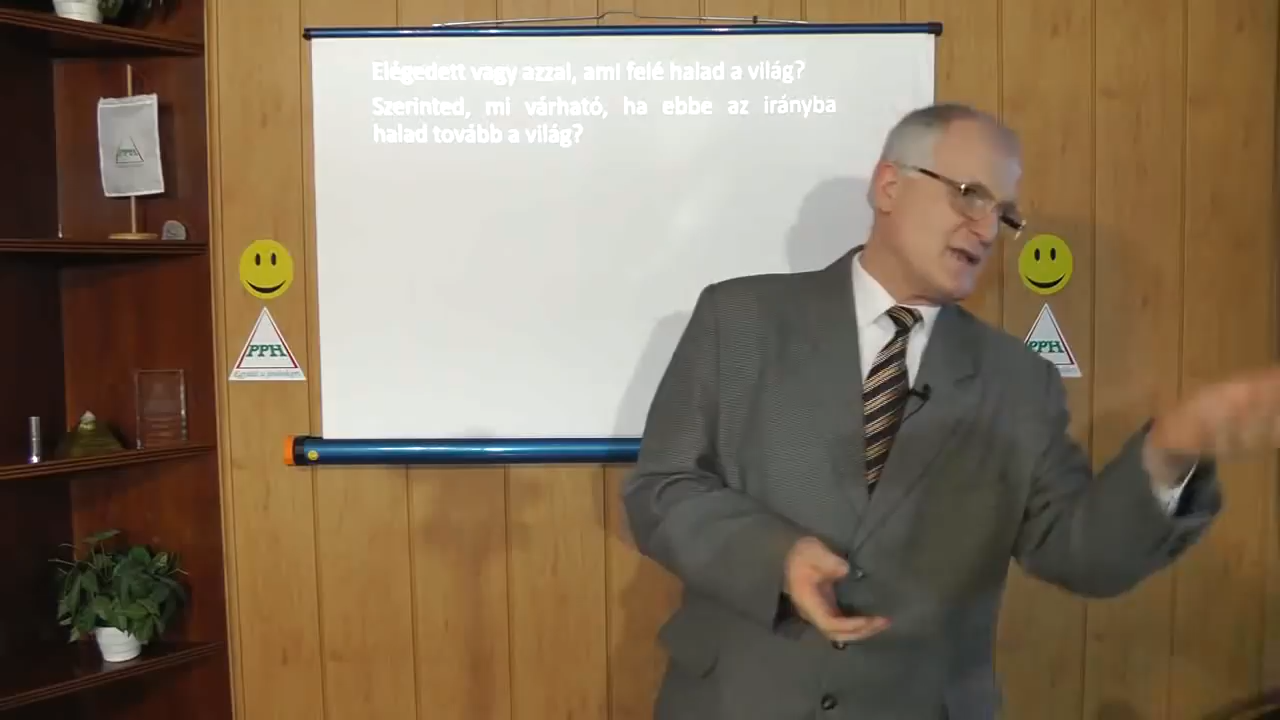 Elégedett vagy azzal, ami felé halad a világ?
Szerinted, mi várható, ha ebbe az irányba
halad tovább a világ?
PPH
PPH
PPH